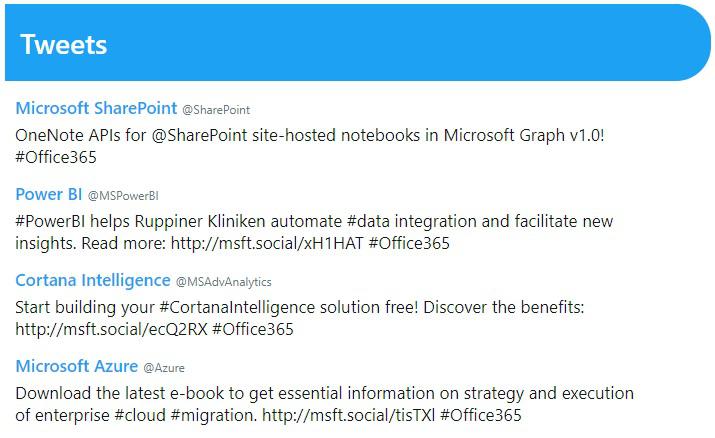 Tweets
Microsoft SharePoint @SharePoint
OneNote APIs for @SharePoint site-hosted notebooks in Microsoft Graph v1.0!
#Office365
Power BI @MSPowerBI
#PowerBI helps Ruppiner Kliniken automate #data integration and facilitate new
insights. Read more: http://msft.social/xH1HAT #Office365
Cortana Intelligence @MSAdvAnalytics
Start building your #CortanaIntelligence solution free! Discover the benefits:
http://msft.social/ecQ2RX #Office365
Microsoft Azure @Azure
Download the latest e-book to get essential information on strategy and execution
of enterprise #cloud #migration. http://msft.social/tisTXl #Office365